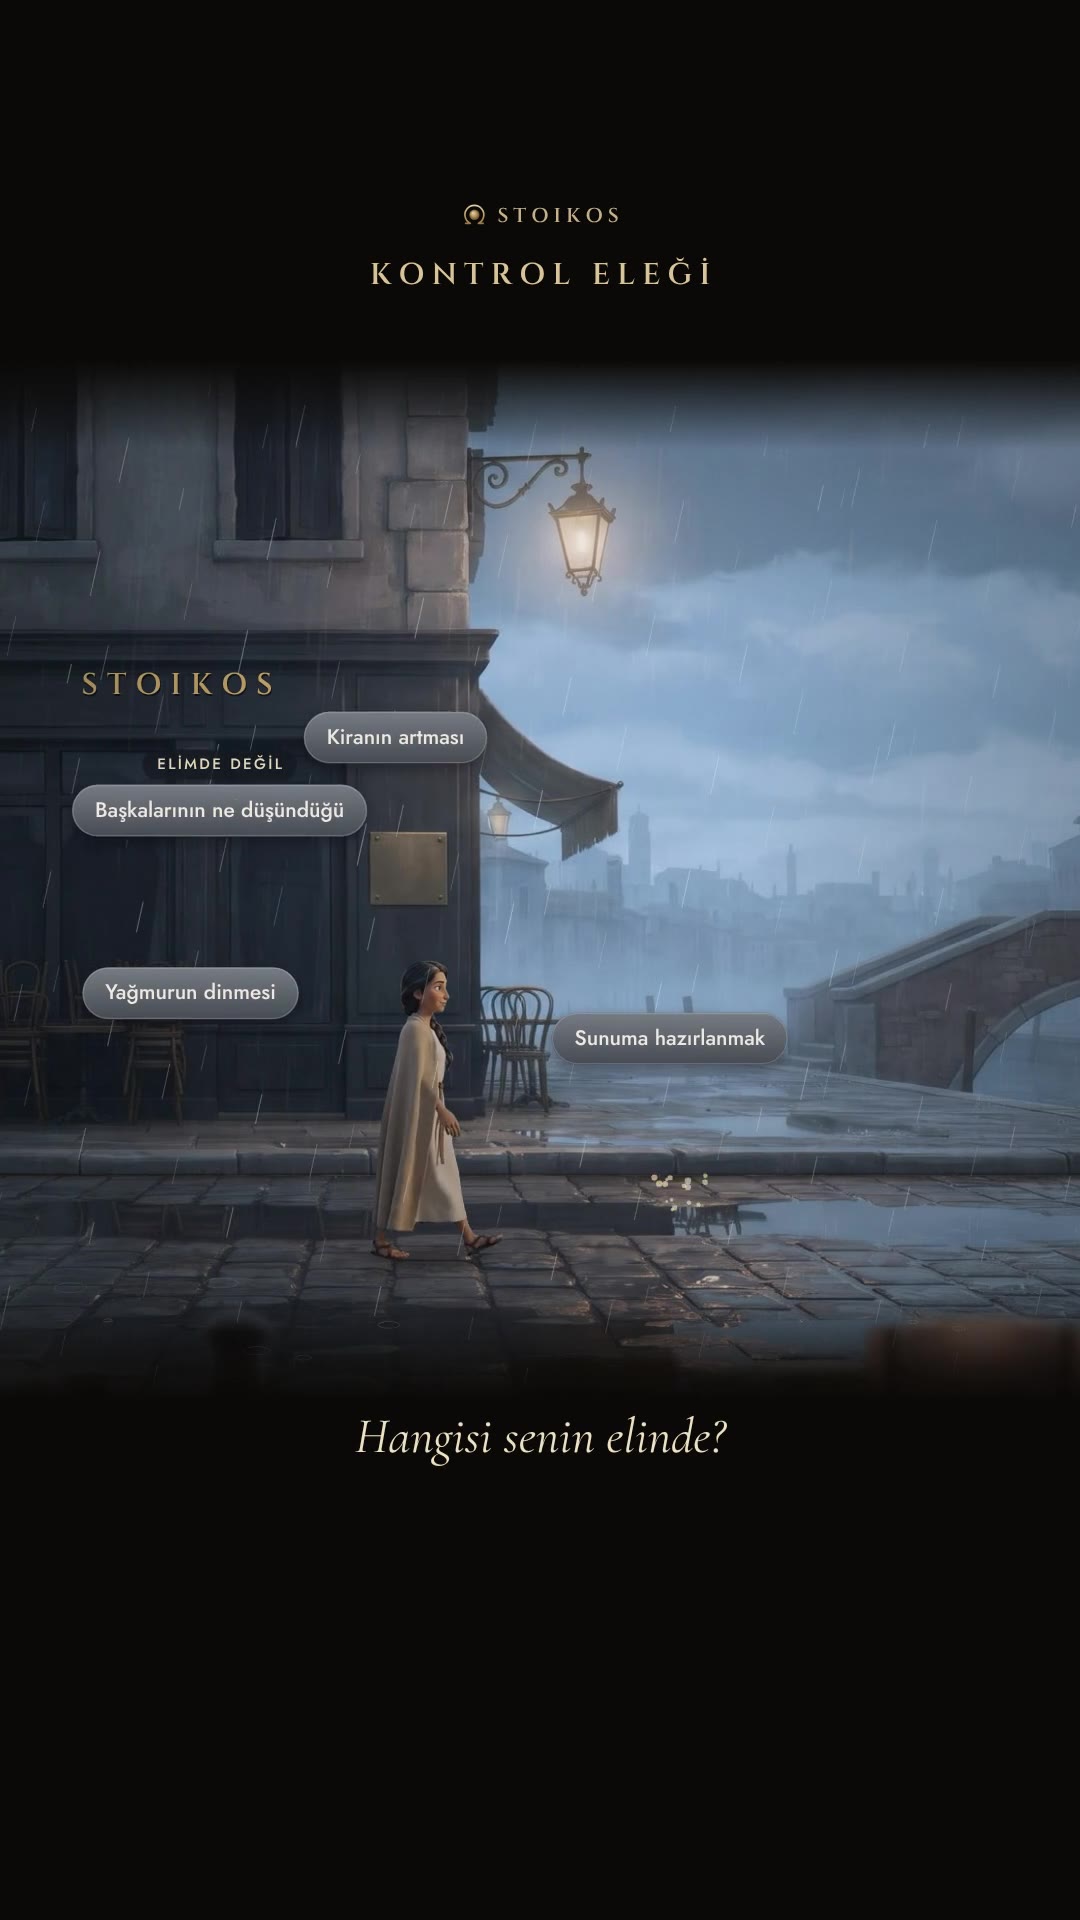 STOIKOS
KONTROL ELEĞİ
STOIKOS
Kiranın artması
ELİMDE DEĞİL
Başkalarının ne düşündüğü
Yağmurun dinmesi
Sunuma hazırlanmak
Hangisi senin elinde?